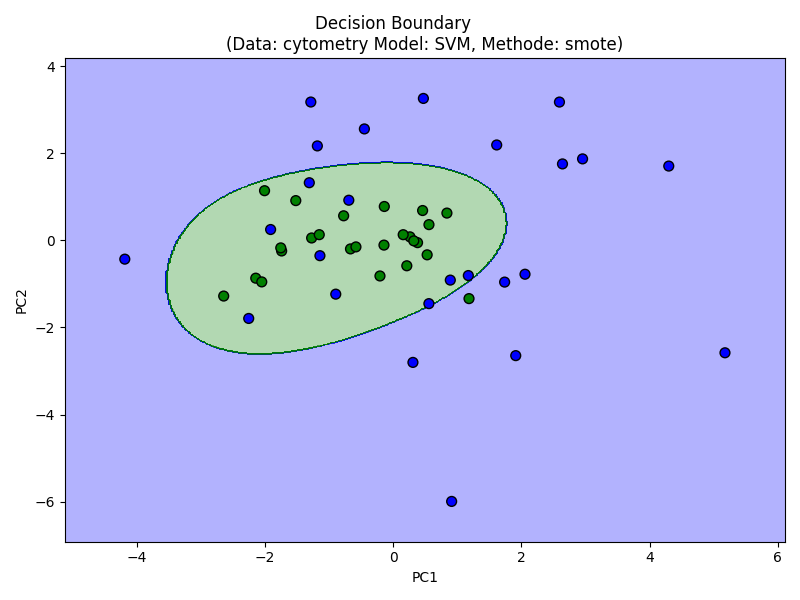 Decision Boundary
(Data: cytometry Model: SVM, Methode: smote)
4
2
0
−2
−4
−6
PC2
−4 −2 0 2 4 6
PC1